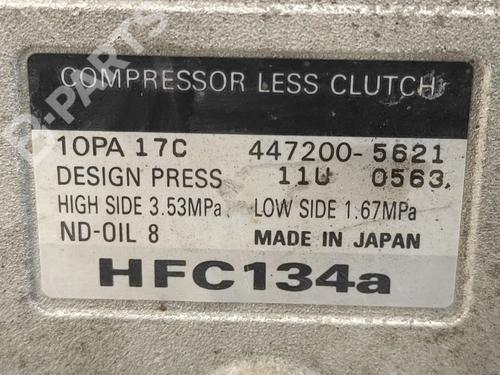 COMPRESSOR LESS CLUTCH
10PA 17C 447200-5621
DESIGN PRESS 11U 0563
HIGH SIDE 3.53MPa LOW SIDE 1.67MPa
ND-OIL 8 MADE IN JAPAN
HFC134a
B-PARTS